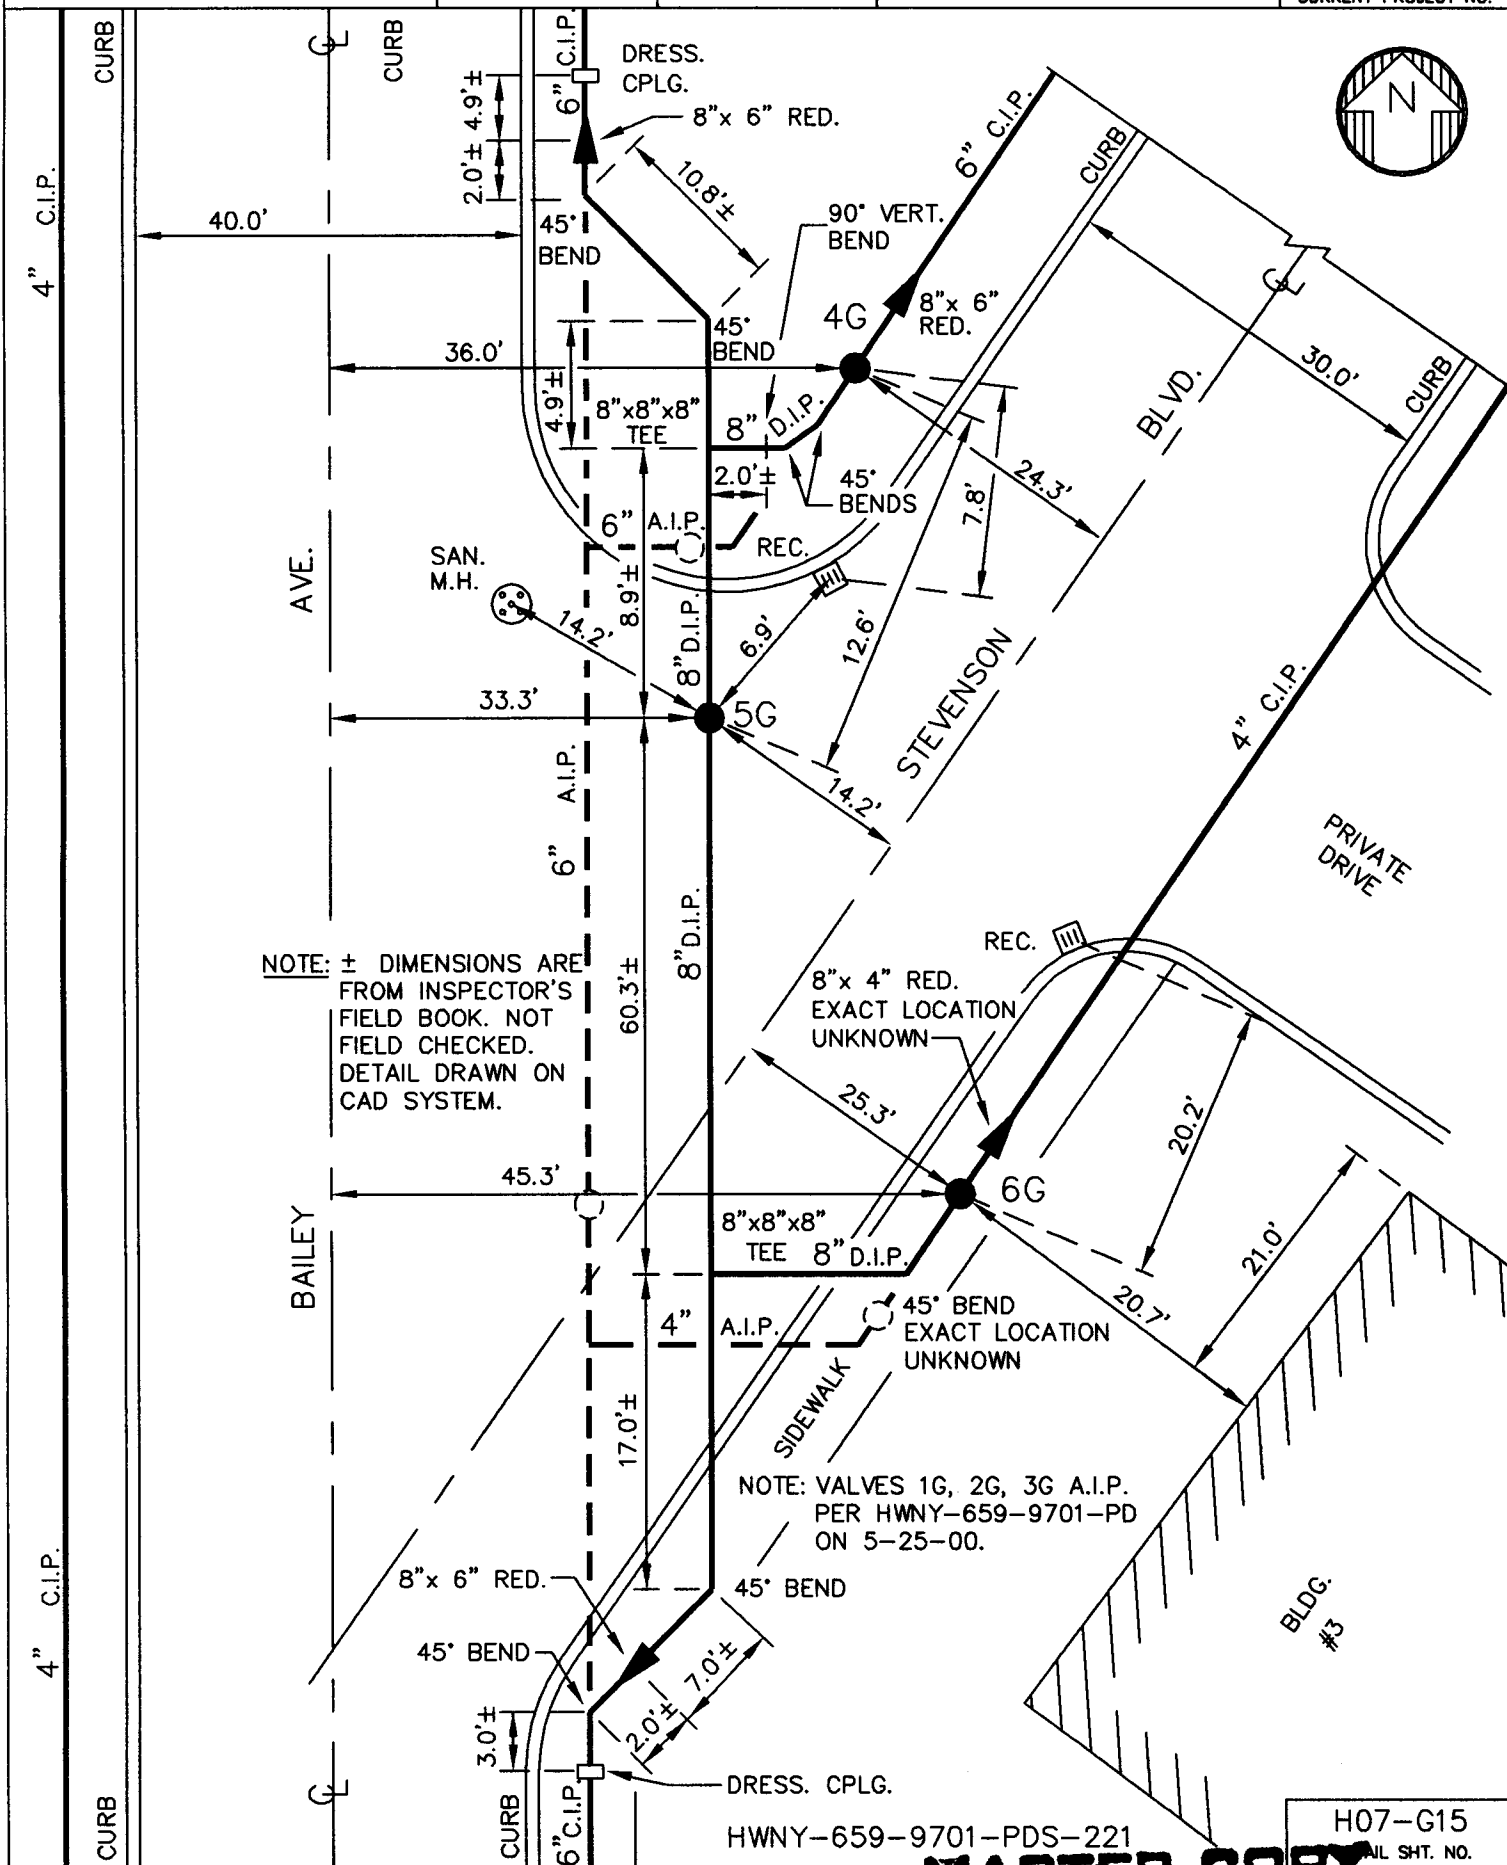 CURRENT PROJECT NO.
CURB
℄
CURB
6" C.I.P.
DRESS.
CPLG.
4.9'±
8"x 6" RED.
2.0'±
10.8'±
N
6" C.I.P.
CURB
4" C.I.P.
40.0'
45°
BEND
90° VERT.
BEND
℄
4G
8"x 6"
RED.
45°
BEND
36.0'
30.0'
CURB
4.9'±
8"x8"x8"
TEE
8" D.I.P.
BLVD.
2.0'±
45°
BENDS
24.3'
7.8'
6" A.I.P.
REC.
SAN.
M.H.
AVE.
14.2'
8.9'±
8" D.I.P.
6.9'
12.6'
STEVENSON
33.3'
5G
4" C.I.P.
14.2'
6" A.I.P.
PRIVATE
DRIVE
8" D.I.P.
REC.
NOTE: ± DIMENSIONS ARE
FROM INSPECTOR'S
FIELD BOOK. NOT
FIELD CHECKED.
DETAIL DRAWN ON
CAD SYSTEM.
60.3'±
8"x 4" RED.
EXACT LOCATION
UNKNOWN
25.3'
20.2'
45.3'
6G
BAILEY
8"x8"x8"
TEE
8" D.I.P.
21.0'
20.7'
4" A.I.P.
45° BEND
EXACT LOCATION
UNKNOWN
17.0'±
SIDEWALK
NOTE: VALVES 1G, 2G, 3G A.I.P.
PER HWNY-659-9701-PD
ON 5-25-00.
4" C.I.P.
8"x 6" RED.
45° BEND
BLDG.
#3
45° BEND
7.0'±
2.0'±
3.0'±
℄
DRESS. CPLG.
CURB
CURB
6" C.I.P.
HWNY-659-9701-PDS-221
H07-G15
SHT. NO.
MASTER COPY